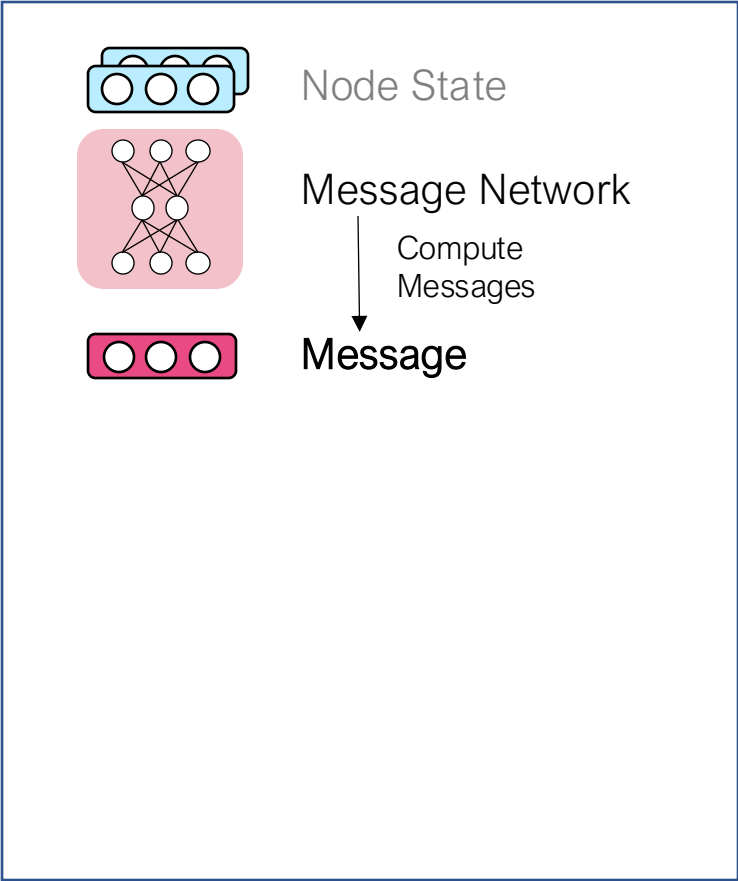 Node State
Message Network
Compute
Messages
Message